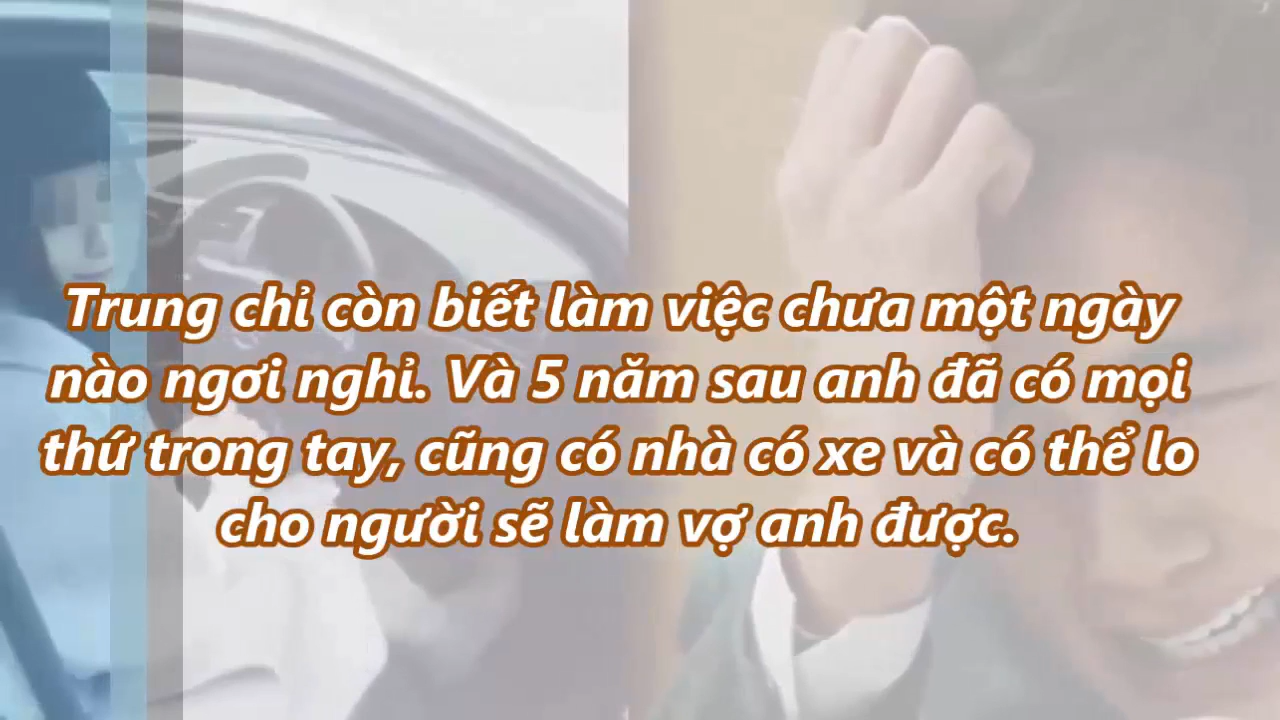 Trung chỉ còn biết làm việc chưa một ngày
nào ngơi nghỉ. Và 5 năm sau anh đã có mọi
thứ trong tay, cũng có nhà có xe và có thể lo
cho người sẽ làm vợ anh được.